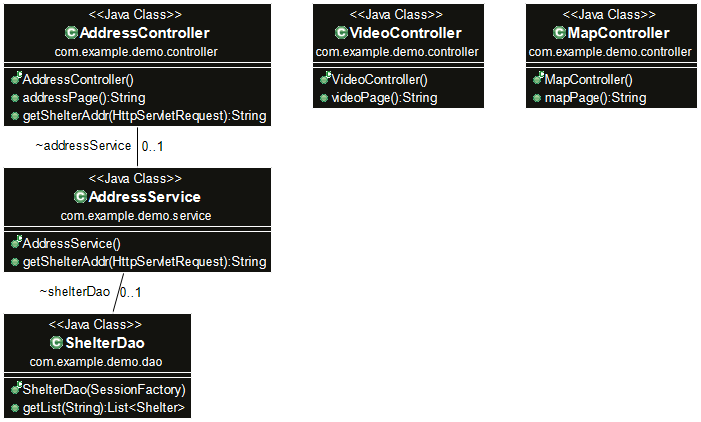 <<Java Class>>
AddressController
com.example.demo.controller
AddressController()
addressPage():String
getShelterAddr(HttpServletRequest):String
<<Java Class>>
VideoController
com.example.demo.controller
VideoController()
videoPage():String
<<Java Class>>
MapController
com.example.demo.controller
MapController()
mapPage():String
~addressService 0..1
<<Java Class>>
AddressService
com.example.demo.service
AddressService()
getShelterAddr(HttpServletRequest):String
~shelterDao 0..1
<<Java Class>>
ShelterDao
com.example.demo.dao
ShelterDao(SessionFactory)
getList(String):List<Shelter>